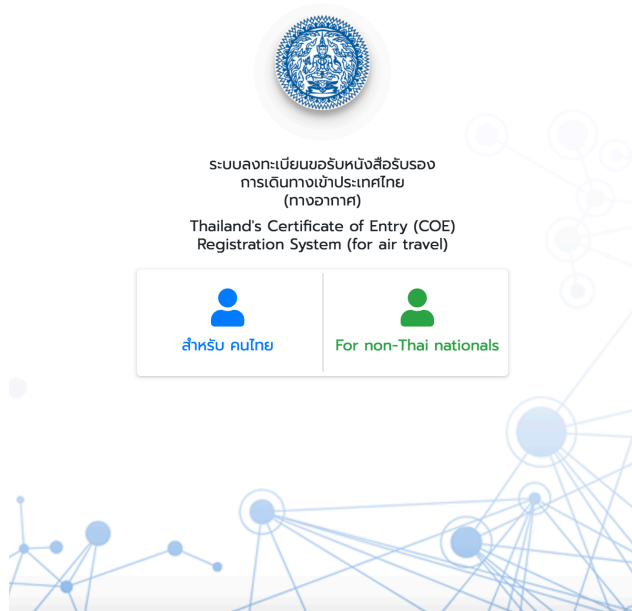 ระบบลงทะเบียนขอรับหนังสือรับรอง
การเดินทางเข้าประเทศไทย
(ทางอากาศ)
Thailand's Certificate of Entry (COE)
Registration System (for air travel)
สำหรับ คนไทย
For non-Thai nationals